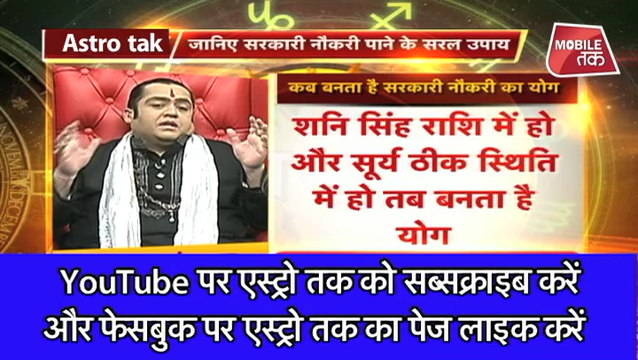 Astro tak
जानिए सरकारी नौकरी पाने के सरल उपाय
MOBILE
तक
कब बनता है सरकारी नौकरी का योग
शनि सिंह राशि में हो
और सूर्य ठीक स्थिति
में हो तब बनता है
योग
YouTube पर एस्ट्रो तक को सब्सक्राइब करें
और फेसबुक पर एस्ट्रो तक का पेज लाइक करें